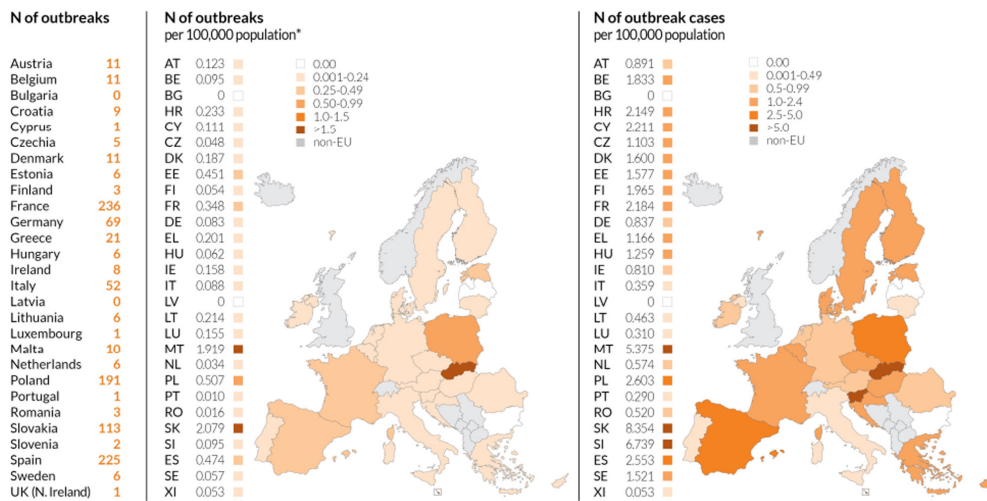 N of outbreaks
Austria 11
Belgium 11
Bulgaria 0
Croatia 9
Cyprus 1
Czechia 5
Denmark 11
Estonia 6
Finland 3
France 236
Germany 69
Greece 21
Hungary 6
Ireland 8
Italy 52
Latvia 0
Lithuania 6
Luxembourg 1
Malta 10
Netherlands 6
Poland 191
Portugal 1
Romania 3
Slovakia 113
Slovenia 2
Spain 225
Sweden 6
UK (N. Ireland) 1
N of outbreaks
per 100,000 population*
AT 0.123
BE 0.095
BG 0
HR 0.233
CY 0.111
CZ 0.048
DK 0.187
EE 0.451
FI 0.054
FR 0.348
DE 0.083
EL 0.201
HU 0.062
IE 0.158
IT 0.088
LV 0
LT 0.214
LU 0.155
MT 1.919
NL 0.034
PL 0.507
PT 0.010
RO 0.016
SK 2.079
SI 0.095
ES 0.474
SE 0.057
XI 0.053
0.00
0.001-0.24
0.25-0.49
0.50-0.99
1.0-1.5
>1.5
non-EU
N of outbreak cases
per 100,000 population
AT 0.891
BE 1.833
BG 0
HR 2.149
CY 2.211
CZ 1.103
DK 1.600
EE 1.577
FI 1.965
FR 2.184
DE 0.837
EL 1.166
HU 1.259
IE 0.810
IT 0.359
LV 0
LT 0.463
LU 0.310
MT 5.375
NL 0.574
PL 2.603
PT 0.290
RO 0.520
SK 8.354
SI 6.739
ES 2.553
SE 1.521
XI 0.053
0.00
0.001-0.49
0.5-0.99
1.0-2.4
2.5-5.0
>5.0
non-EU